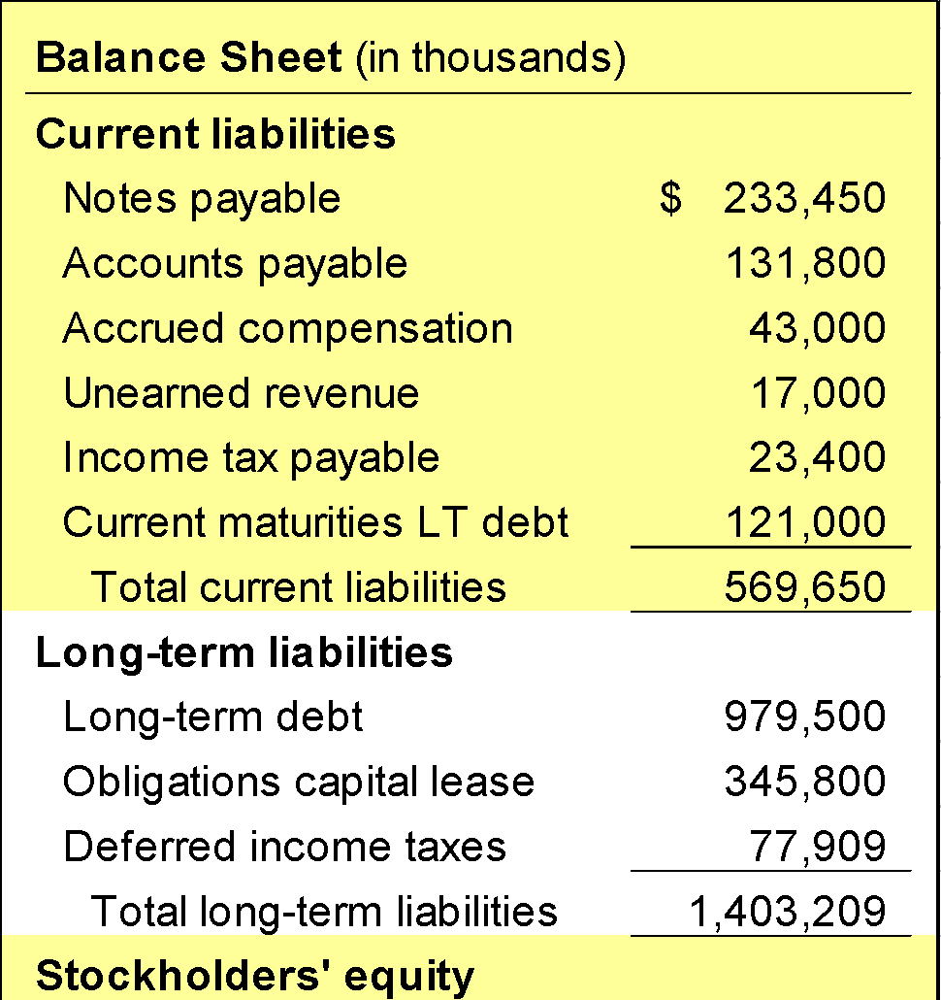 Balance Sheet (in thousands)
Current liabilities
Notes payable $ 233,450
Accounts payable 131,800
Accrued compensation 43,000
Unearned revenue 17,000
Income tax payable 23,400
Current maturities LT debt 121,000
Total current liabilities 569,650
Long-term liabilities
Long-term debt 979,500
Obligations capital lease 345,800
Deferred income taxes 77,909
Total long-term liabilities 1,403,209
Stockholders' equity